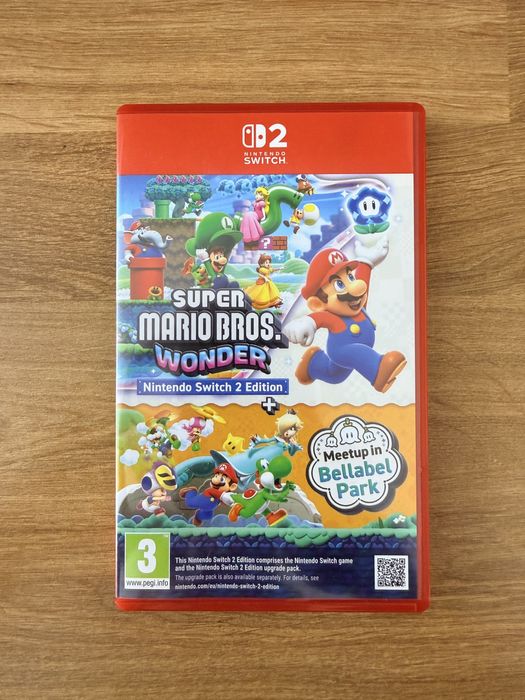 2
NINTENDO
SWITCH
SUPER
MARIO BROS.
WONDER
Nintendo Switch 2 Edition
+
Meetup in
Bellabel
Park
3
www.pegi.info
This Nintendo Switch 2 Edition comprises the Nintendo Switch game
and the Nintendo Switch 2 Edition upgrade pack.
The upgrade pack is also available separately. For details, see
nintendo.com/eu/nintendo-switch-2-edition